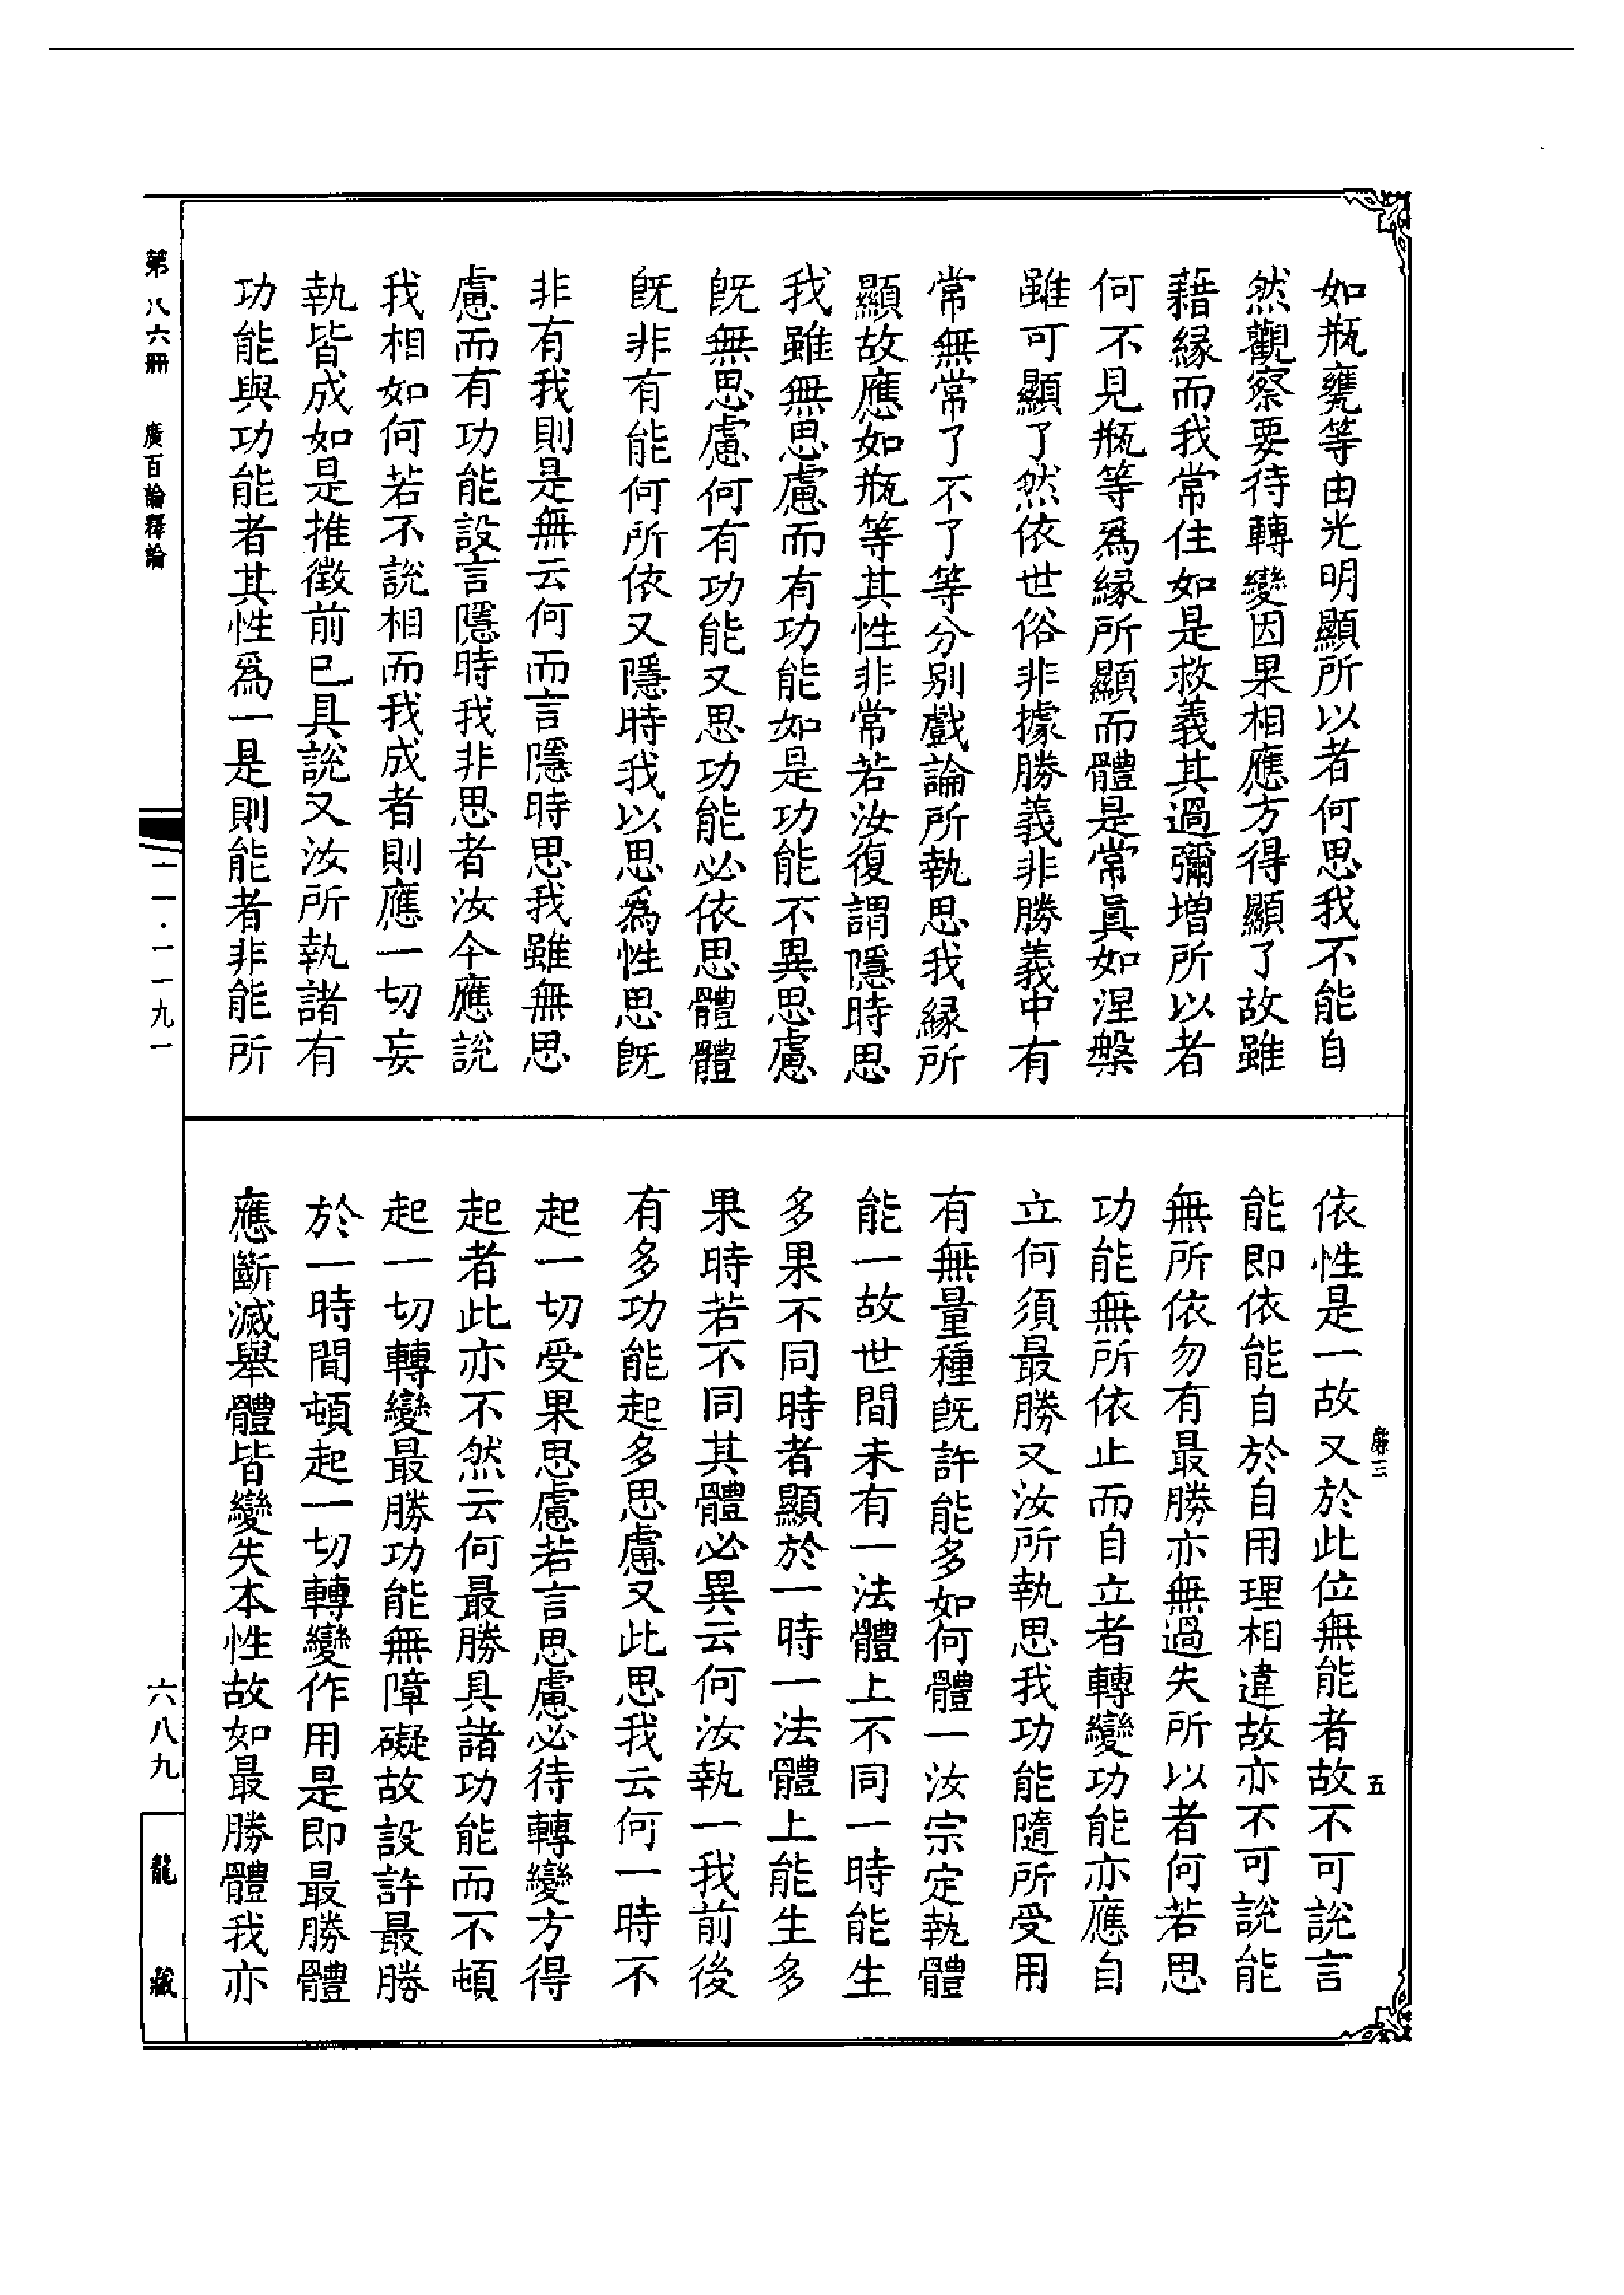 如瓶甕等由光明顯所以者何思我不能自
然觀察要待轉變因果相應方得顯了故雖
藉緣而我常住如是救義其過彌增所以者
何不見瓶等爲緣所顯而體是常眞如涅槃
雖可顯了然依世俗非據勝義非勝義中有
常無常了不了等分別戲論所執思我緣所
顯故應如瓶等其性非常若汝復謂隱時思
我雖無思慮而有功能如是功能不異思慮
旣無思慮何有功能又思功能必依思體體
旣非有能何所依又隱時我以思爲性思旣
非有我則是無云何而言隱時思我雖無思
慮而有功能設言隱時我非思者汝今應說
我相如何若不說相而我成者則應一切妄
執皆成如是推徵前已具說又汝所執諸有
功能與功能者其性爲一是則能者非能所
依性是一故又於此位無能者故不可說言
能即依能自於自用理相違故亦不可說能
無所依勿有最勝亦無過失所以者何若思
功能無所依止而自立者轉變功能亦應自
立何須最勝又汝所執思我功能隨所受用
有無量種旣許能多如何體一汝宗定執體
能一故世間未有一法體上不同一時能生
多果不同時者顯於一時一法體上能生多
果時若不同其體必異云何汝執一我前後
有多功能起多思慮又此思我云何一時不
起一切受果思慮若言思慮必待轉變方得
起者此亦不然云何最勝具諸功能而不頓
起一切轉變最勝功能無障礙故設許最勝
於一時間頓起一切轉變作用是即最勝體
應斷滅舉體皆變失本性故如最勝體我亦
廉三
五
第八六冊 廣百論釋論
一一·一一九一
六八九
龍藏